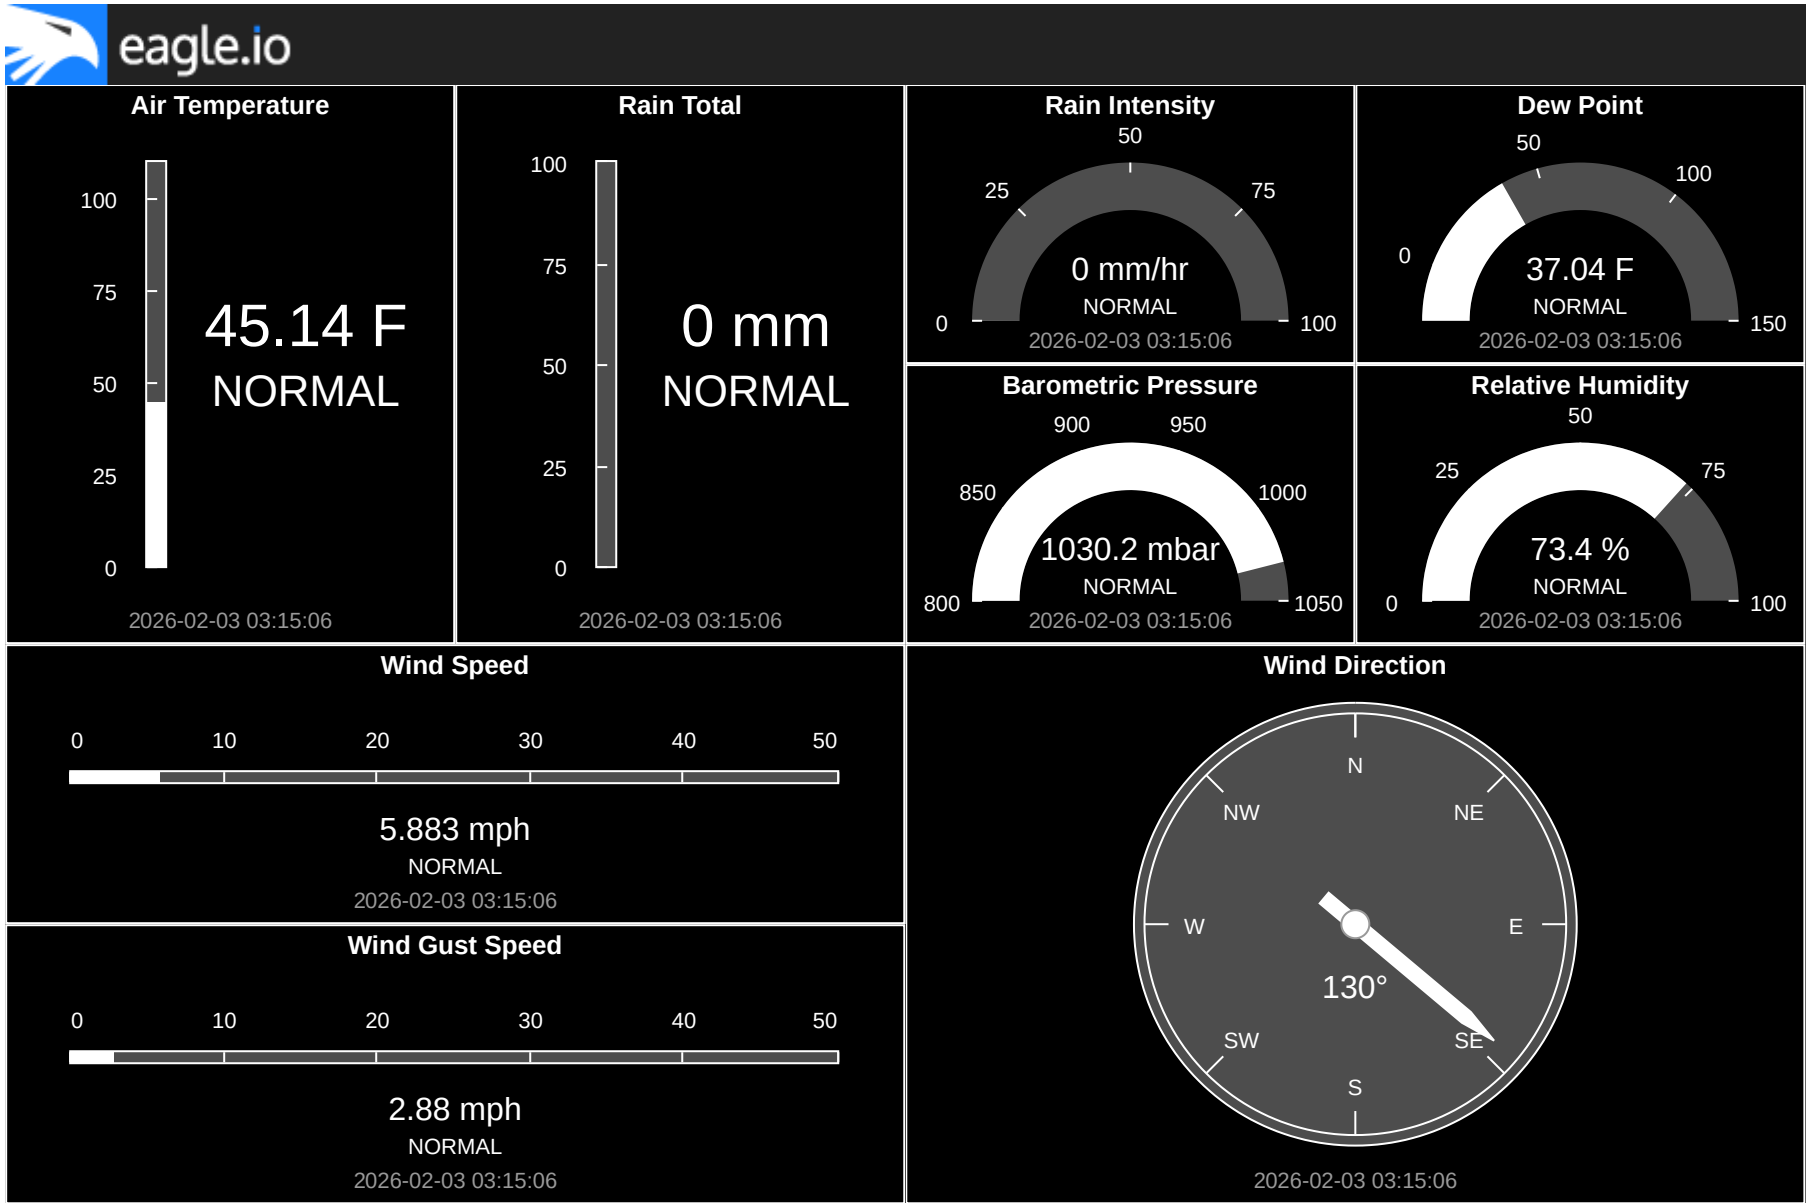 eagle.io
Air Temperature
100
75
50
25
0
45.14 F
NORMAL
2026-02-03 03:15:06
Rain Total
100
75
50
25
0
0 mm
NORMAL
2026-02-03 03:15:06
Rain Intensity
50
25
75
0
100
0 mm/hr
NORMAL
2026-02-03 03:15:06
Dew Point
50
100
0
150
37.04 F
NORMAL
2026-02-03 03:15:06
Barometric Pressure
900
950
850
1000
800
1050
1030.2 mbar
NORMAL
2026-02-03 03:15:06
Relative Humidity
50
25
75
0
100
73.4 %
NORMAL
2026-02-03 03:15:06
Wind Speed
0 10 20 30 40 50
5.883 mph
NORMAL
2026-02-03 03:15:06
Wind Gust Speed
0 10 20 30 40 50
2.88 mph
NORMAL
2026-02-03 03:15:06
Wind Direction
N
NW NE
W E
130°
SW SE
S
2026-02-03 03:15:06